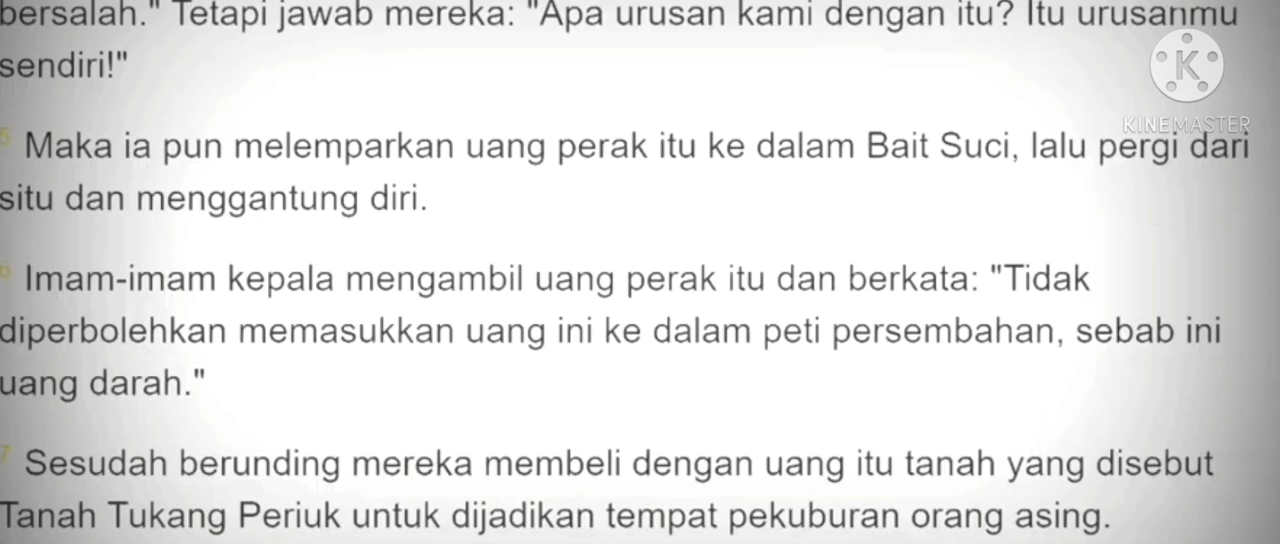 bersalah." Tetapi jawab mereka: "Apa urusan kami dengan itu? Itu urusanmu
sendiri!"
KINEMASTER
5 Maka ia pun melemparkan uang perak itu ke dalam Bait Suci, lalu pergi dari
situ dan menggantung diri.
6 Imam-imam kepala mengambil uang perak itu dan berkata: "Tidak
diperbolehkan memasukkan uang ini ke dalam peti persembahan, sebab ini
uang darah."
7 Sesudah berunding mereka membeli dengan uang itu tanah yang disebut
Tanah Tukang Periuk untuk dijadikan tempat pekuburan orang asing.